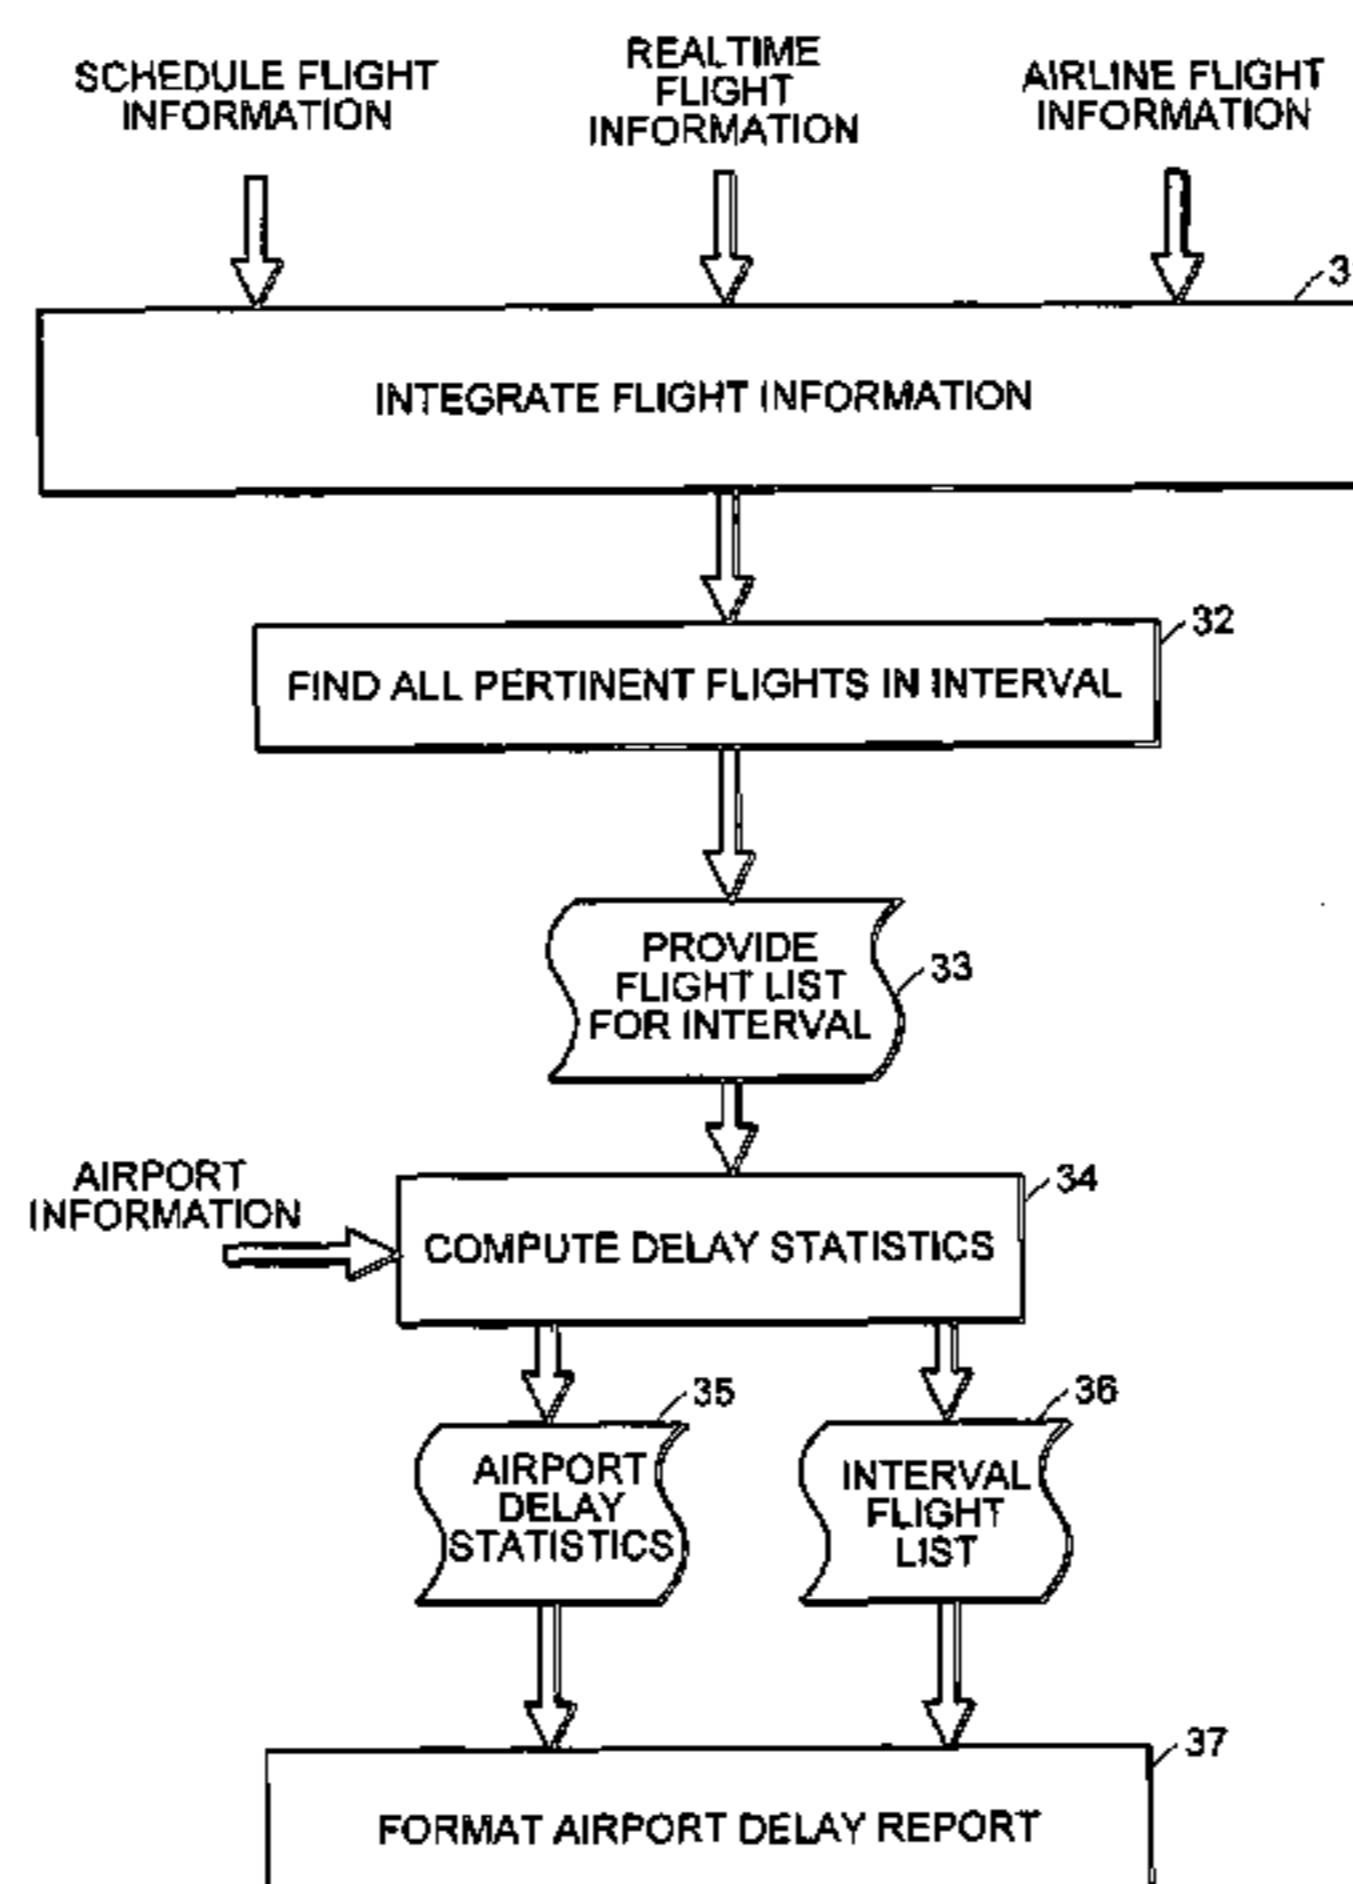 SCHEDULE FLIGHT
INFORMATION
REALTIME
FLIGHT
INFORMATION
AIRLINE FLIGHT
INFORMATION
3
INTEGRATE FLIGHT INFORMATION
32
FIND ALL PERTINENT FLIGHTS IN INTERVAL
PROVIDE
FLIGHT LIST
FOR INTERVAL
33
AIRPORT
INFORMATION
34
COMPUTE DELAY STATISTICS
35
AIRPORT
DELAY
STATISTICS
36
INTERVAL
FLIGHT
LIST
37
FORMAT AIRPORT DELAY REPORT